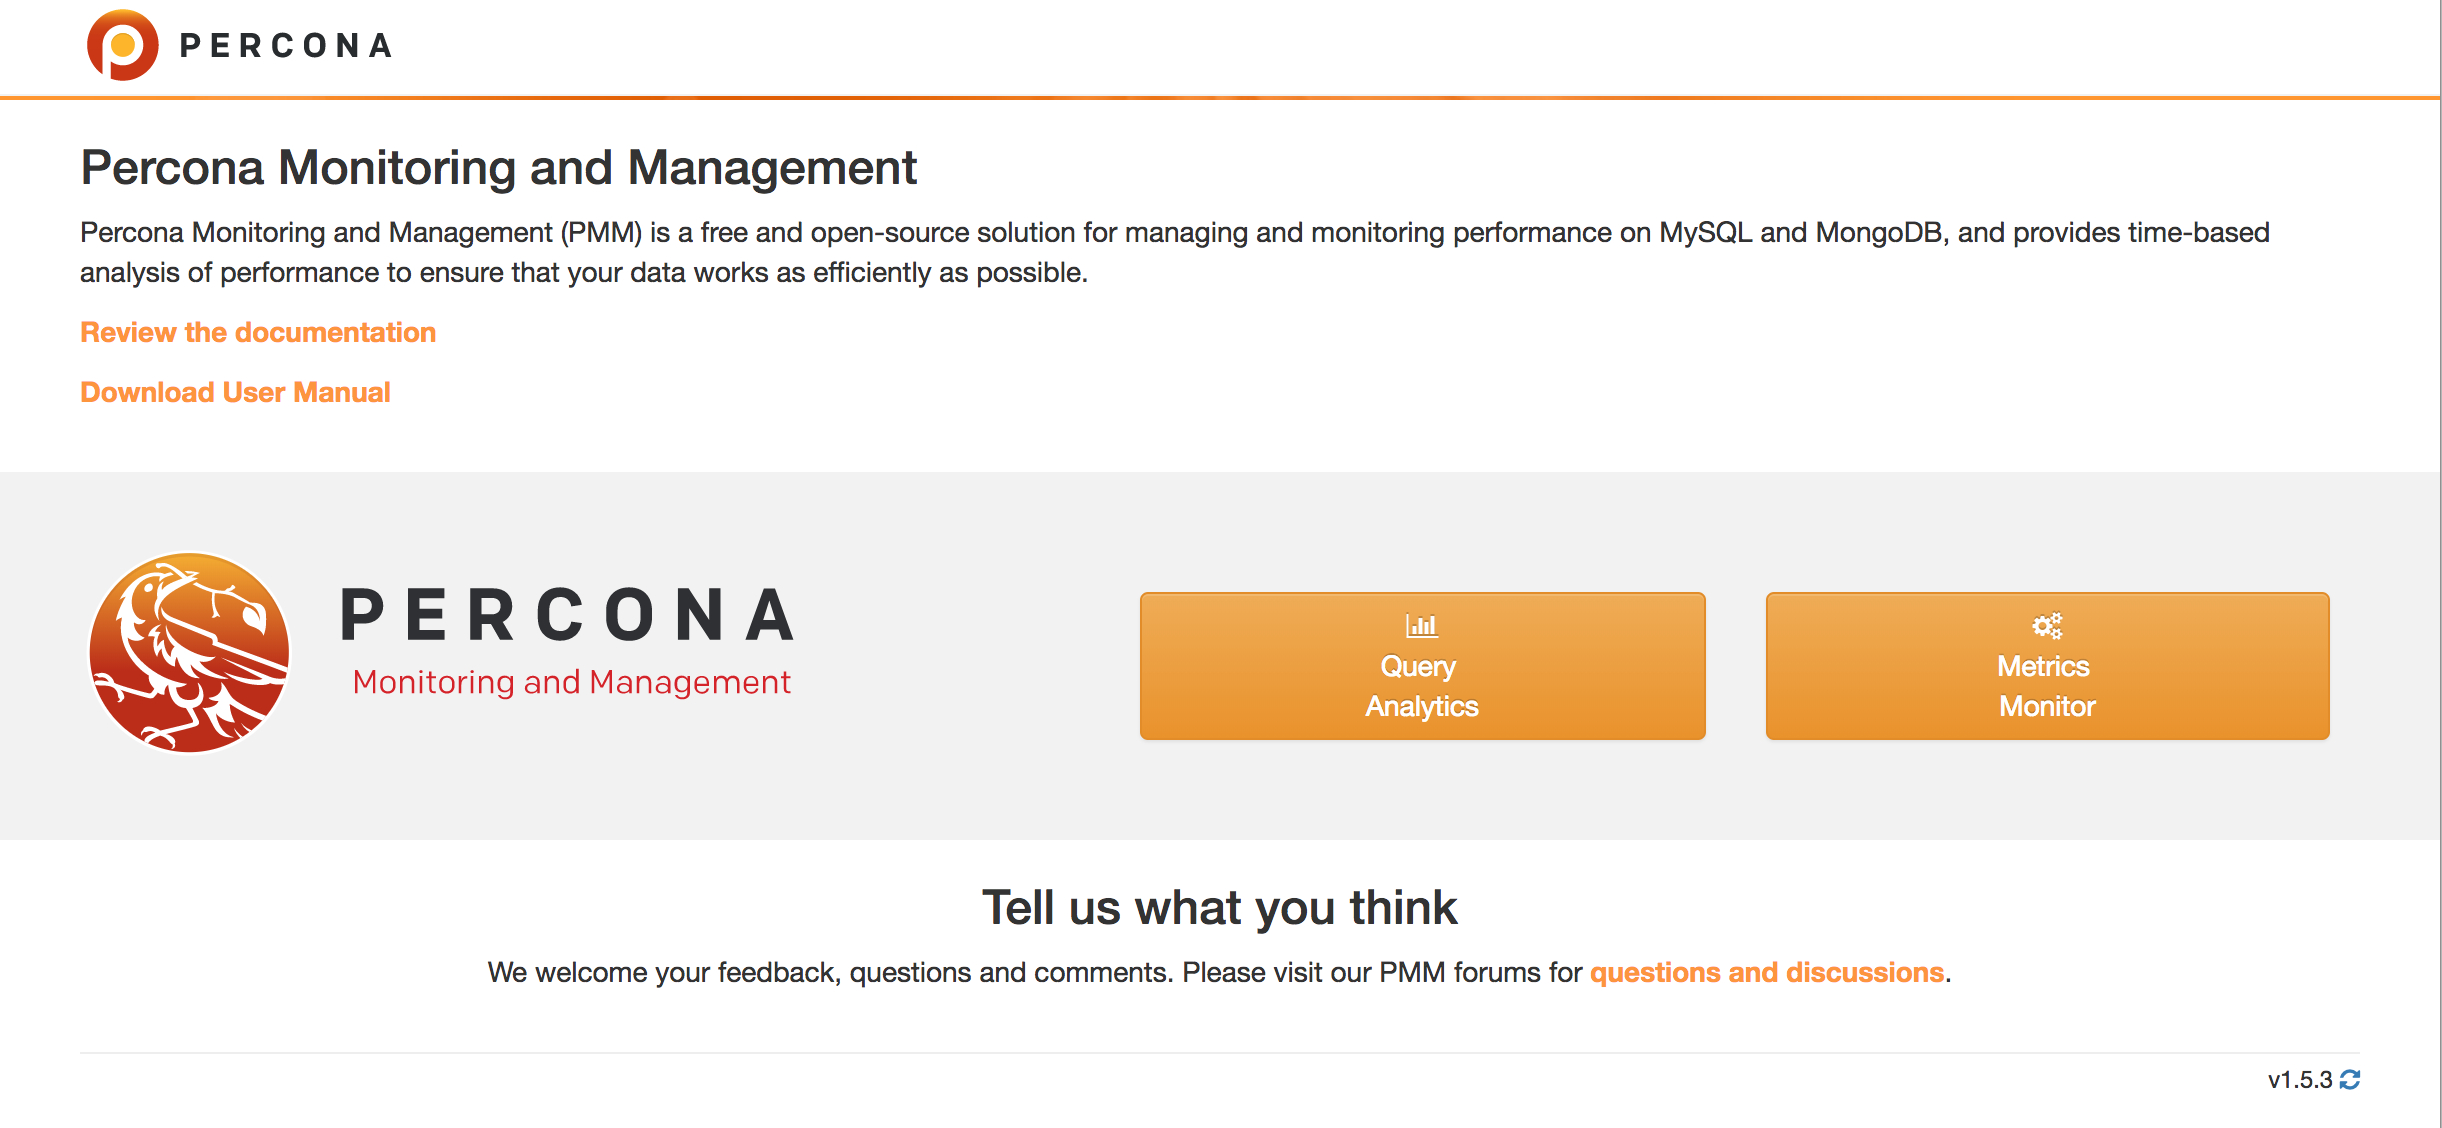 PERCONA
Percona Monitoring and Management
Percona Monitoring and Management (PMM) is a free and open-source solution for managing and monitoring performance on MySQL and MongoDB, and provides time-based
analysis of performance to ensure that your data works as efficiently as possible.
Review the documentation
Download User Manual
PERCONA
Monitoring and Management
Query
Analytics
Metrics
Monitor
Tell us what you think
We welcome your feedback, questions and comments. Please visit our PMM forums for questions and discussions.
v1.5.3